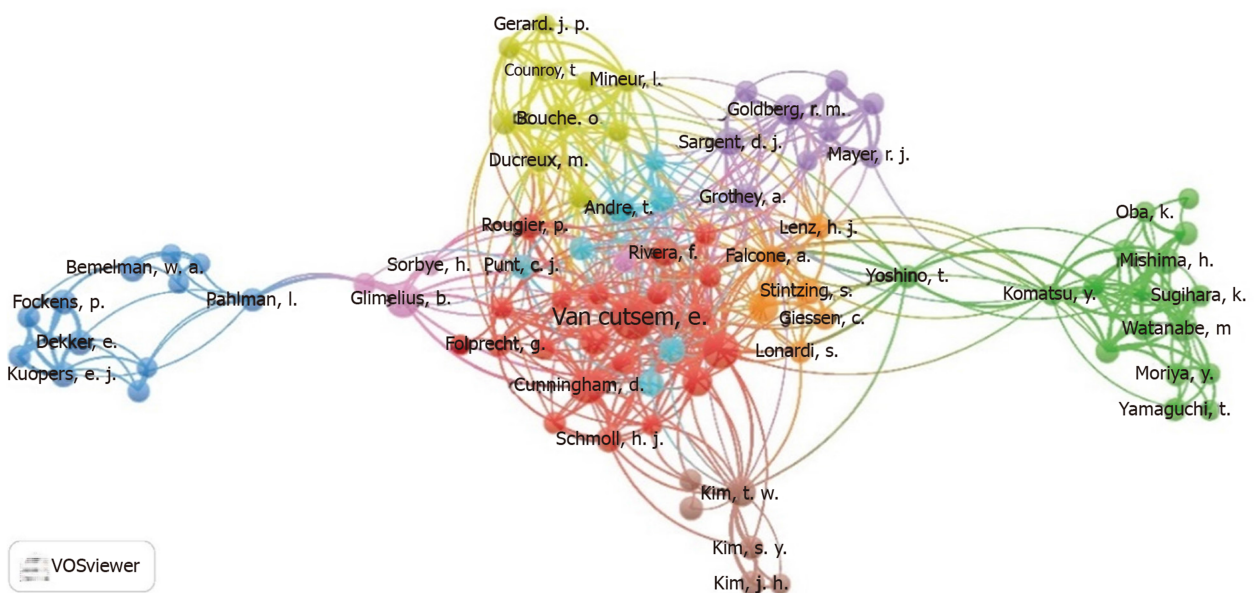 Gerard. j. p.
Counroy, t
Mineur, l.
Bouche. o
Ducreux, m.
Goldberg, r. m.
Sargent, d. j.
Mayer, r. j.
Grothey, a.
Andre, t.
Rougier, p.
Lenz, h. j.
Rivera, f.
Falcone, a.
Sorbye, h.
Punt, c. j.
Yoshino, t.
Oba, k.
Mishima, h.
Bemelman, w. a.
Fockens, p.
Pahlman, l.
Glimelius, b.
Stintzing, s.
Komatsu, y.
Sugihara, k.
Van cutsem, e.
Giessen, c.
Watanabe, m
Dekker, e.
Folprecht, g.
Lonardi, s.
Kuopers, e. j.
Cunningham, d.
Moriya, y.
Schmoll, h. j.
Yamaguchi, t.
Kim, t. w.
Kim, s. y.
Kim, j. h.
VOSviewer